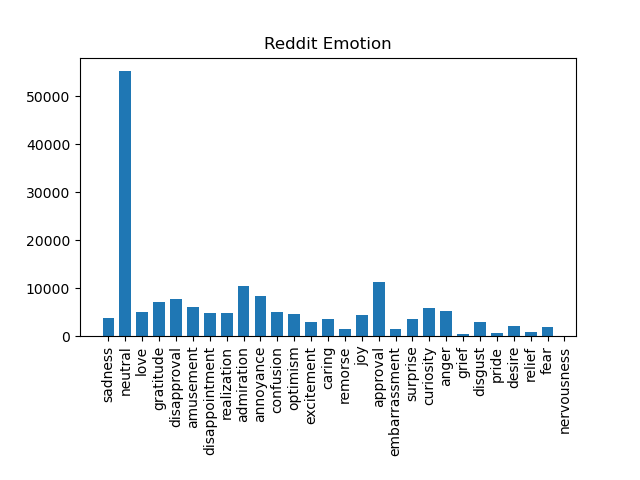 Reddit Emotion
50000
40000
30000
20000
10000
0
sadness
neutral
love
gratitude
disapproval
amusement
disappointment
realization
admiration
annoyance
confusion
optimism
excitement
caring
remorse
joy
approval
embarrassment
surprise
curiosity
anger
grief
disgust
pride
desire
relief
fear
nervousness